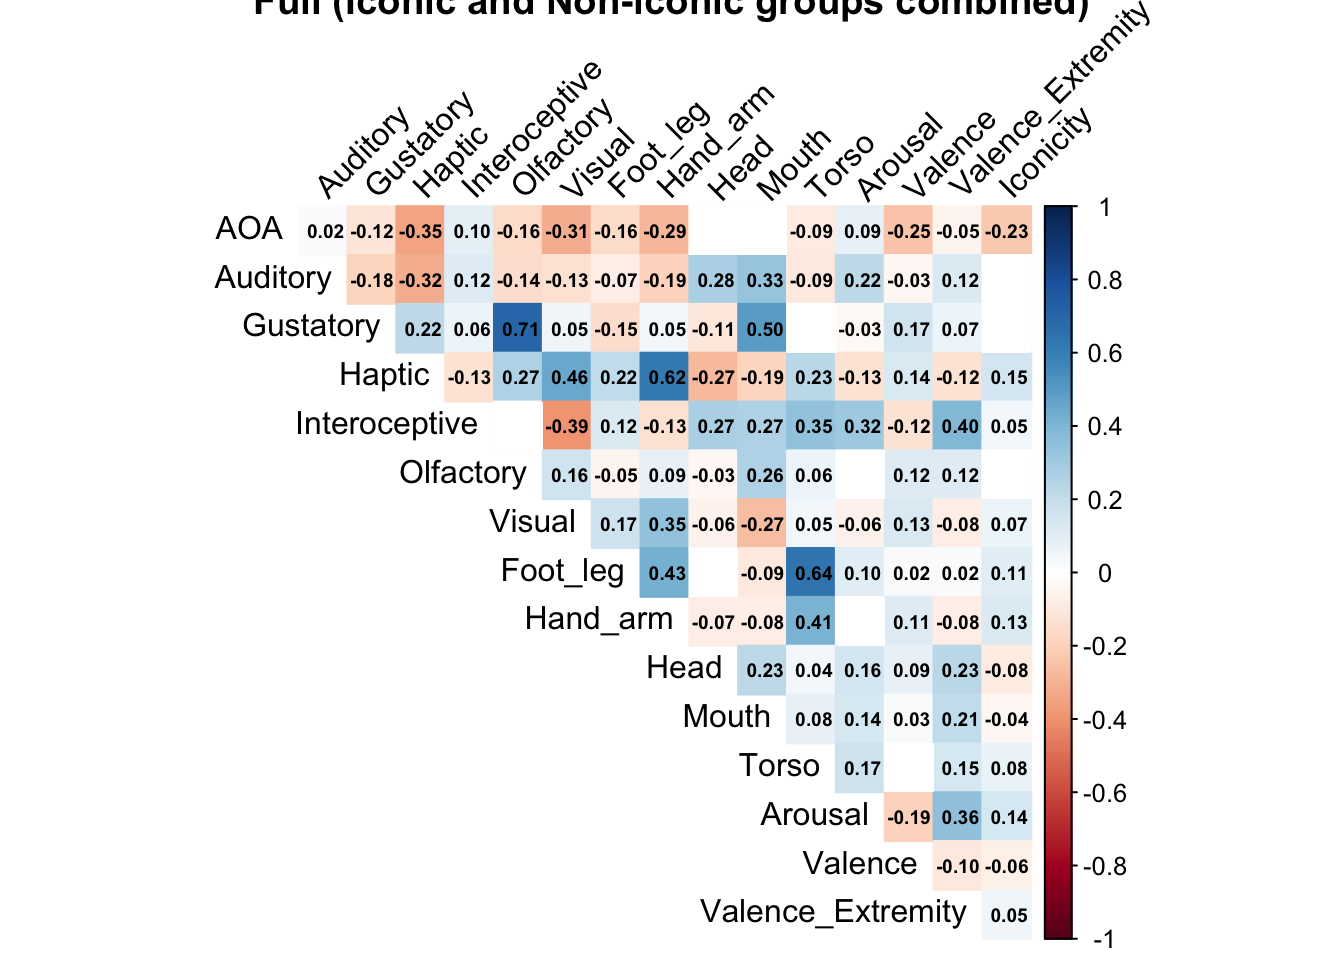 Full (Iconic and Non-iconic groups combined)
Auditory
Gustatory
Haptic
Interoceptive
Olfactory
Visual
Foot_leg
Hand_arm
Head
Mouth
Torso
Arousal
Valence
Valence_Extremity
Iconicity
AOA 0.02 -0.12 -0.35 0.10 -0.16 -0.31 -0.16 -0.29 -0.09 0.09 -0.25 -0.05 -0.23
Auditory -0.18 -0.32 0.12 -0.14 -0.13 -0.07 -0.19 0.28 0.33 -0.09 0.22 -0.03 0.12
Gustatory 0.22 0.06 0.71 0.05 -0.15 0.05 -0.11 0.50 -0.03 0.17 0.07
Haptic -0.13 0.27 0.46 0.22 0.62 -0.27 -0.19 0.23 -0.13 0.14 -0.12 0.15
Interoceptive -0.39 0.12 -0.13 0.27 0.27 0.35 0.32 -0.12 0.40 0.05
Olfactory 0.16 -0.05 0.09 -0.03 0.26 0.06 0.12 0.12
Visual 0.17 0.35 -0.06 -0.27 0.05 -0.06 0.13 -0.08 0.07
Foot_leg 0.43 -0.09 0.64 0.10 0.02 0.02 0.11
Hand_arm -0.07 -0.08 0.41 0.11 -0.08 0.13
Head 0.23 0.04 0.16 0.09 0.23 -0.08
Mouth 0.08 0.14 0.03 0.21 -0.04
Torso 0.17 0.15 0.08
Arousal -0.19 0.36 0.14
Valence -0.10 -0.06
Valence_Extremity 0.05
1
0.8
0.6
0.4
0.2
0
-0.2
-0.4
-0.6
-0.8
-1